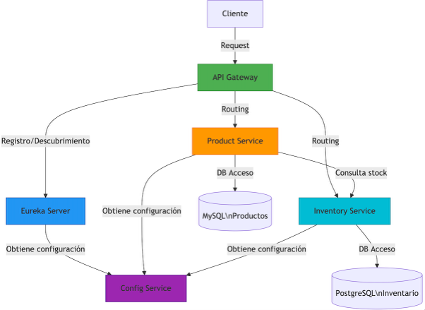 Cliente
Request
API Gateway
Routing
Registro/Descubrimiento
Product Service
Routing
DB Acceso
Consulta stock
Eureka Server
Obtiene configuración
MySQL\nProductos
Inventory Service
Obtiene configuración
Obtiene configuración
DB Acceso
Config Service
PostgreSQL\nInventario